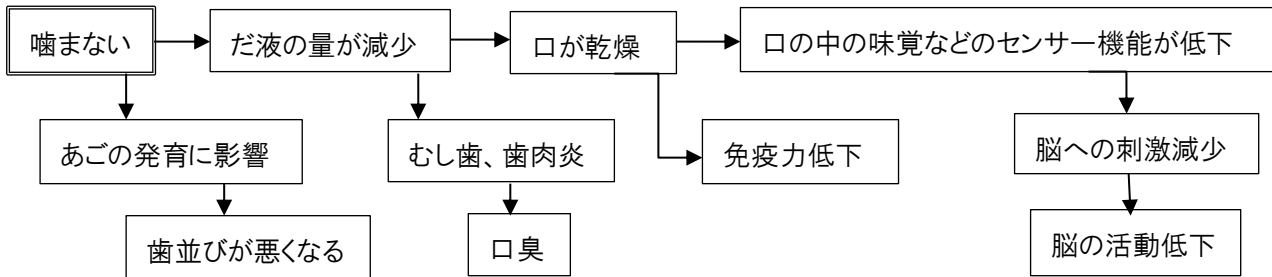 噛まない
だ液の量が減少
口が乾燥
口の中の味覚などのセンサー機能が低下
あごの発育に影響
むし歯、歯肉炎
免疫力低下
脳への刺激減少
歯並びが悪くなる
口臭
脳の活動低下